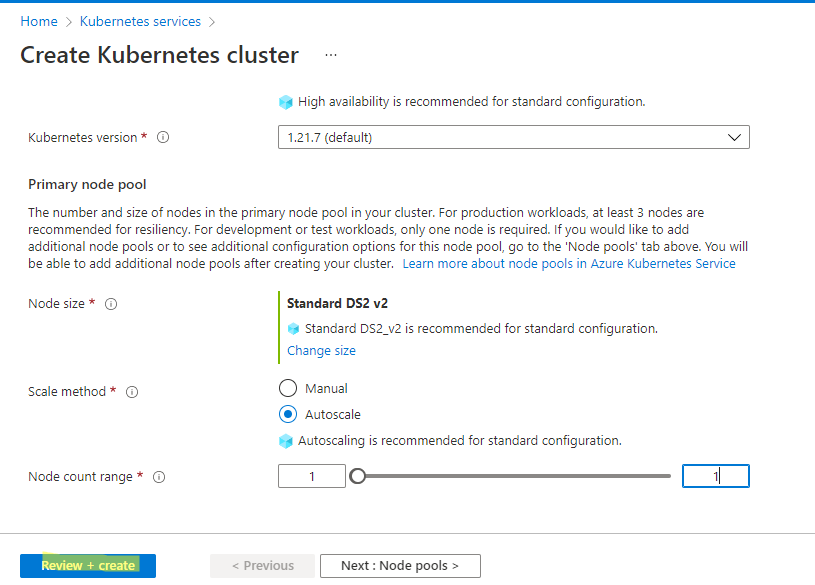 Home > Kubernetes services >
Create Kubernetes cluster ...
High availability is recommended for standard configuration.
Kubernetes version * 1.21.7 (default)
Primary node pool
The number and size of nodes in the primary node pool in your cluster. For production workloads, at least 3 nodes are
recommended for resiliency. For development or test workloads, only one node is required. If you would like to add
additional node pools or to see additional configuration options for this node pool, go to the 'Node pools' tab above. You will
be able to add additional node pools after creating your cluster. Learn more about node pools in Azure Kubernetes Service
Node size * Standard DS2 v2
Standard DS2_v2 is recommended for standard configuration.
Change size
Scale method * Manual
Autoscale
Autoscaling is recommended for standard configuration.
Node count range * 1 1
Review + create < Previous Next : Node pools >